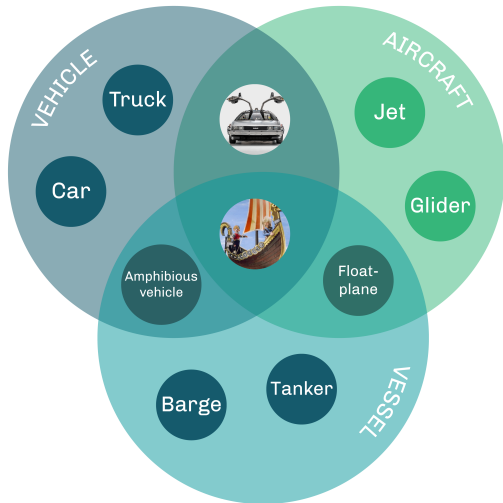 VEHICLE
AIRCRAFT
Truck
Jet
Car
Glider
Amphibious
vehicle
Float-
plane
Barge
Tanker
VESSEL